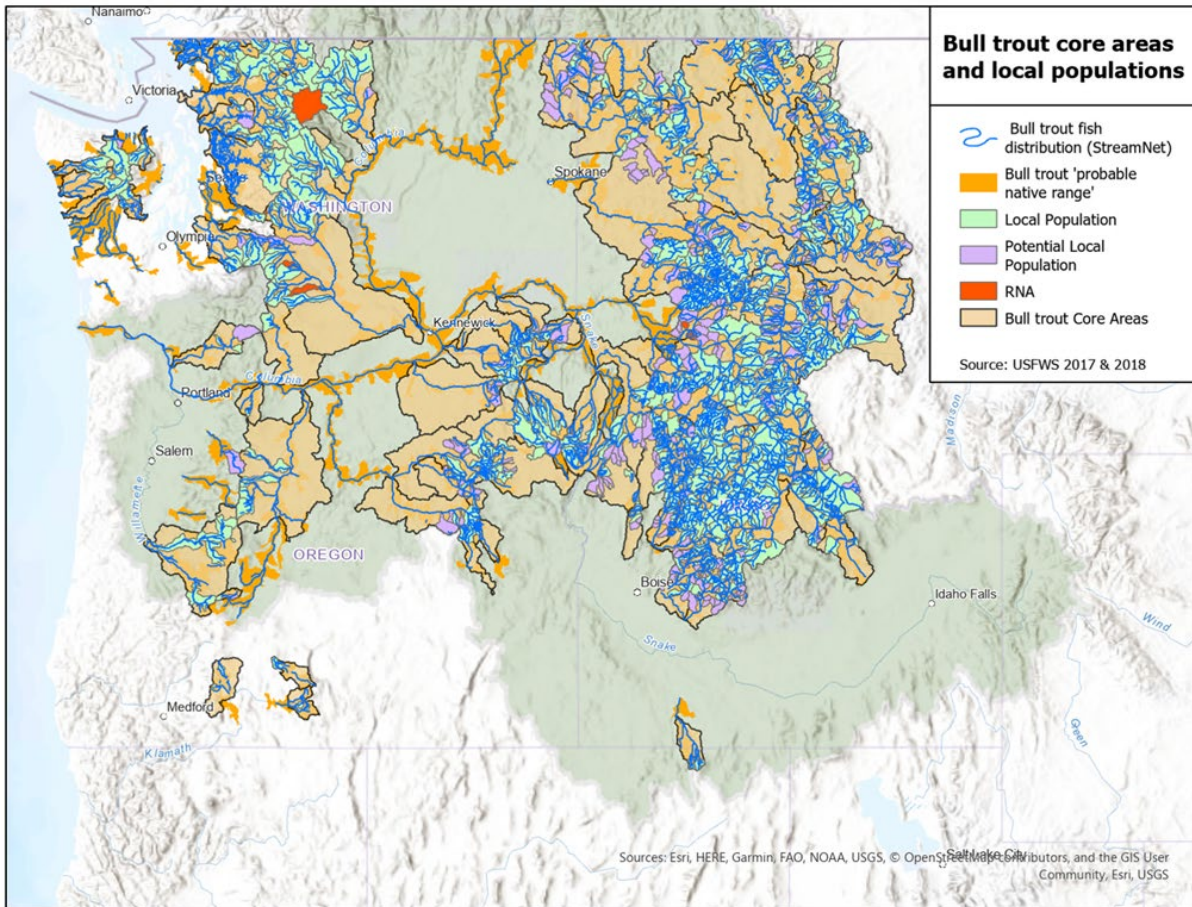 Nanaimo
Victoria
Seattle
WASHINGTON
Olympia
Spokane
Kennewick
Snake
Columbia
Portland
Salem
Willamette
OREGON
Boise
Snake
Idaho Falls
Madison
Wind
Green
Medford
Klamath
Salt Lake City
Bull trout core areas
and local populations
Bull trout fish
distribution (StreamNet)
Bull trout 'probable
native range'
Local Population
Potential Local
Population
RNA
Bull trout Core Areas
Source: USFWS 2017 & 2018
Sources: Esri, HERE, Garmin, FAO, NOAA, USGS, © OpenStreetMap contributors, and the GIS User
Community, Esri, USGS